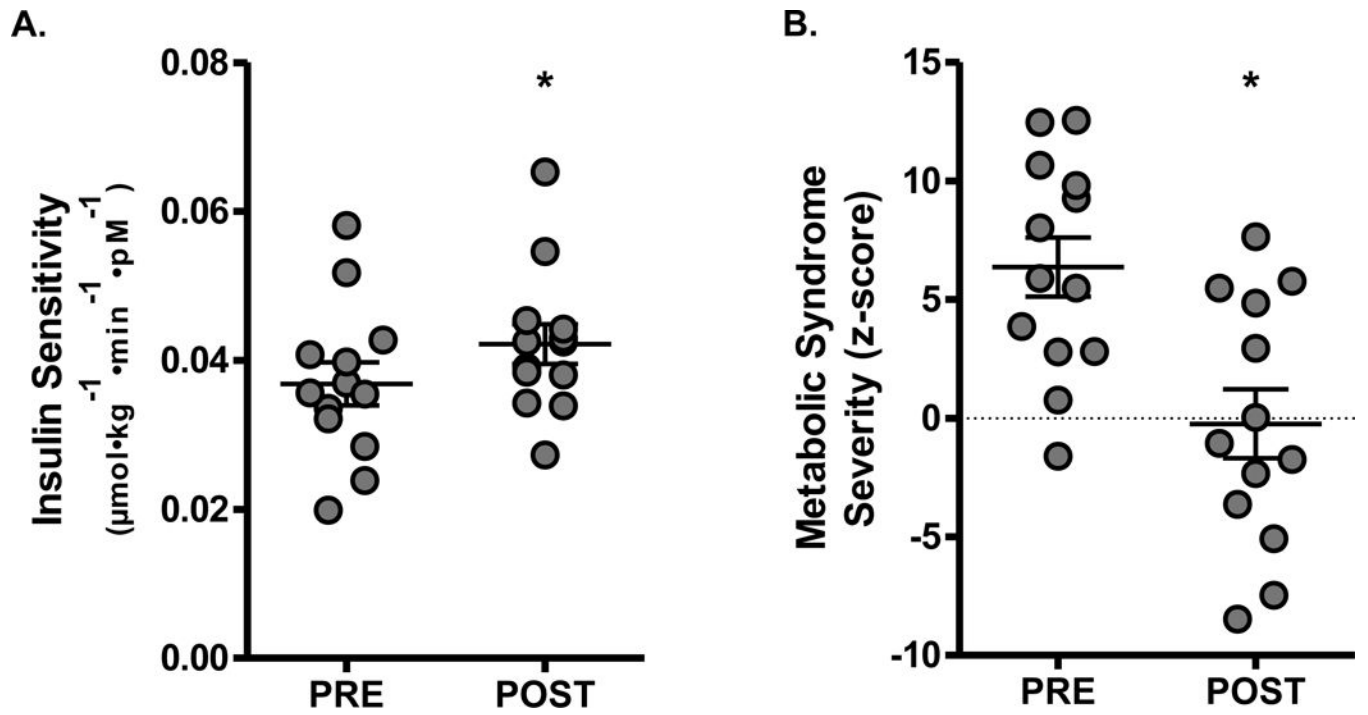 A.
0.08
0.06
0.04
0.02
0.00
Insulin Sensitivity
(μmol•kg⁻¹•min⁻¹•pM⁻¹)
PRE
POST
*
B.
15
10
5
0
-5
-10
Metabolic Syndrome
Severity (z-score)
PRE
POST
*